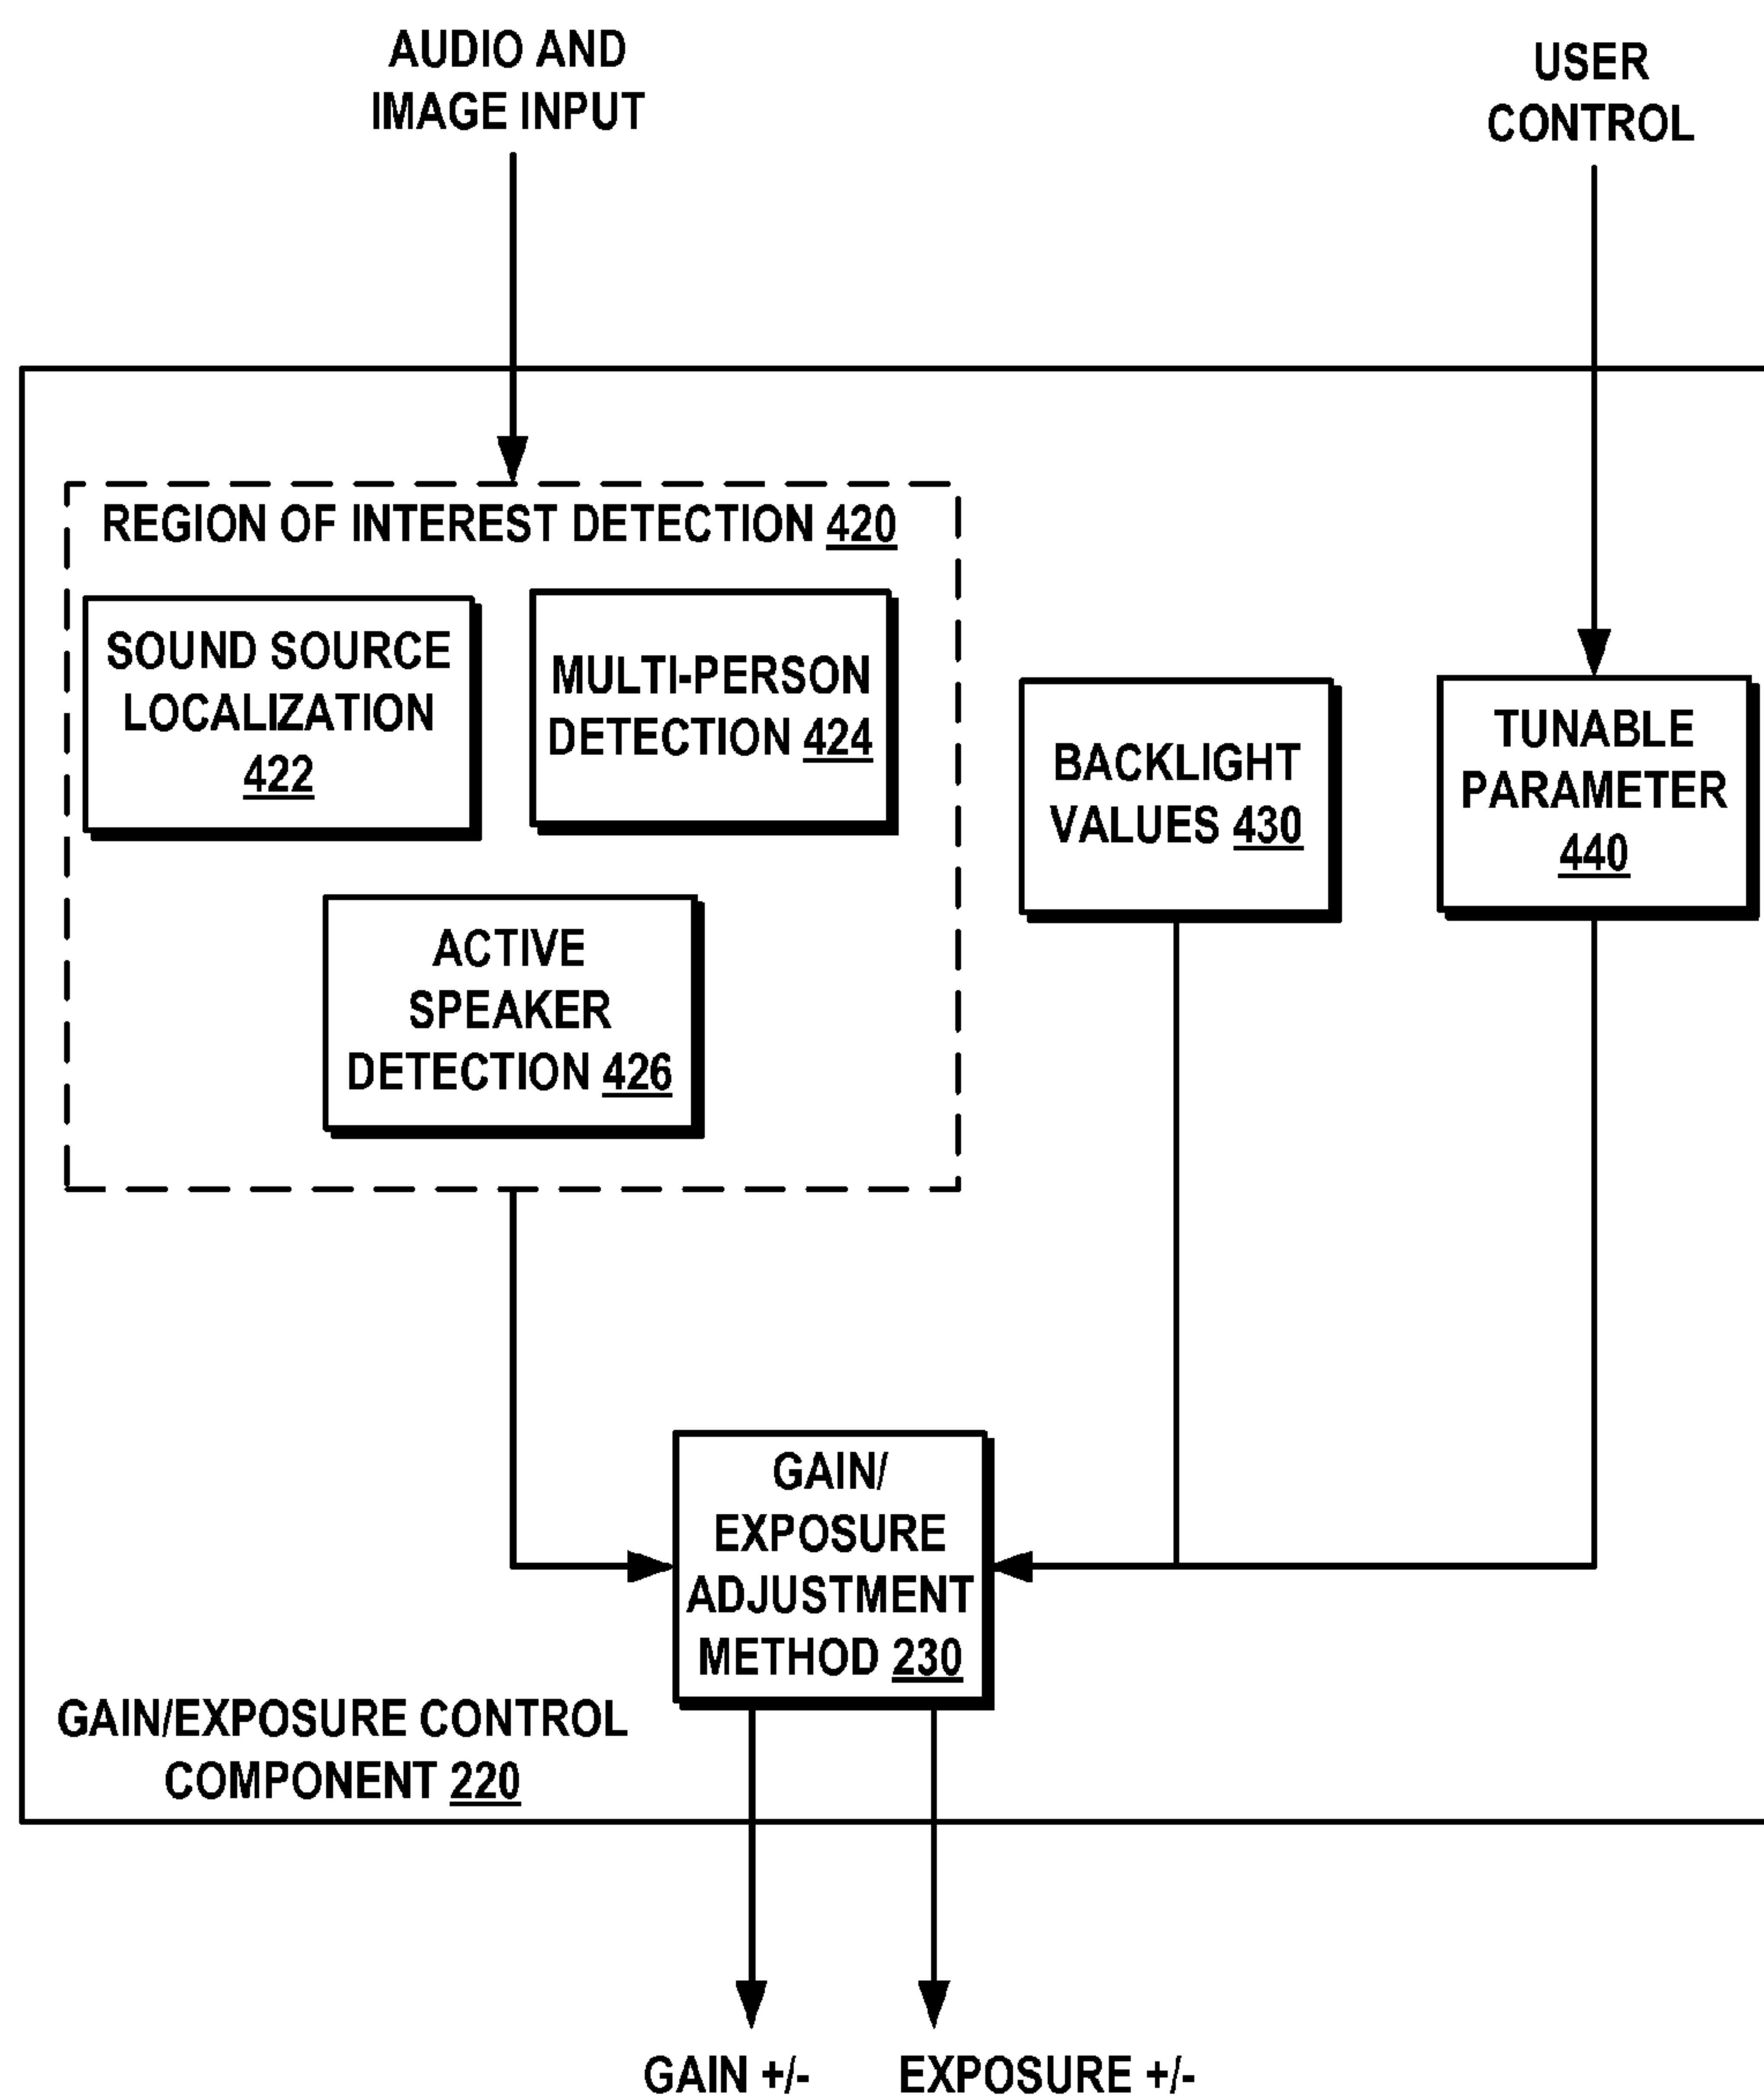 AUDIO AND
IMAGE INPUT
USER
CONTROL
REGION OF INTEREST DETECTION 420
SOUND SOURCE
LOCALIZATION
422
MULTI-PERSON
DETECTION 424
ACTIVE
SPEAKER
DETECTION 426
BACKLIGHT
VALUES 430
TUNABLE
PARAMETER
440
GAIN/
EXPOSURE
ADJUSTMENT
METHOD 230
GAIN/EXPOSURE CONTROL
COMPONENT 220
GAIN +/-
EXPOSURE +/-